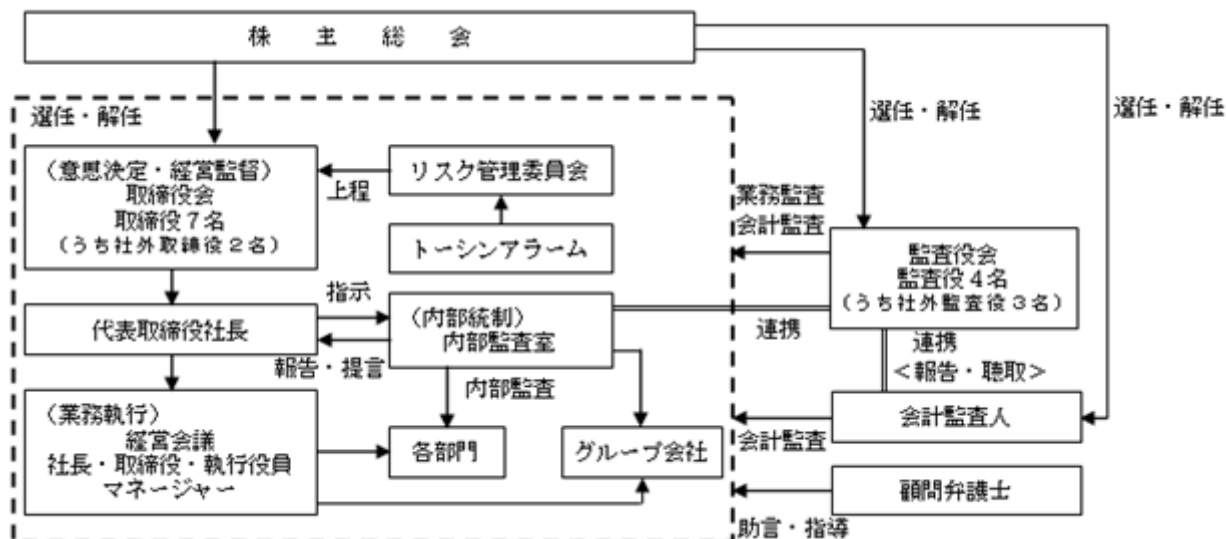 株主総会
選任・解任
選任・解任
選任・解任
(意思決定・経営監督)
取締役会
取締役7名
(うち社外取締役2名)
上程
リスク管理委員会
トーシンアラーム
業務監査
会計監査
監査役会
監査役4名
(うち社外監査役3名)
代表取締役社長
指示
報告・提言
(内部統制)
内部監査室
連携
連携
<報告・聴取>
内部監査
(業務執行)
経営会議
社長・取締役・執行役員
マネージャー
各部門
グループ会社
会計監査
会計監査人
顧問弁護士
助言・指導